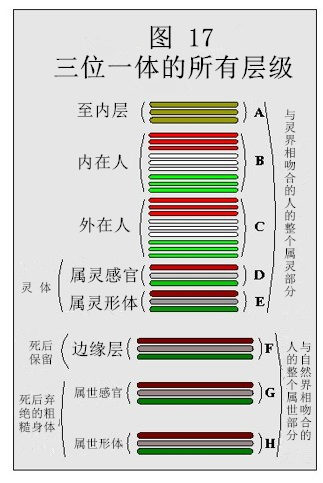 图 17
三位一体的所有层级
至内层
A
内在人
B
外在人
C
灵体
属灵感官
D
属灵形体
E
与灵界相吻合的人的整个属灵部分
死后
保留
边缘层
F
死后弃
绝的粗
糙身体
属世感官
G
属世形体
H
与自然界相吻合的
人的整个属世部分